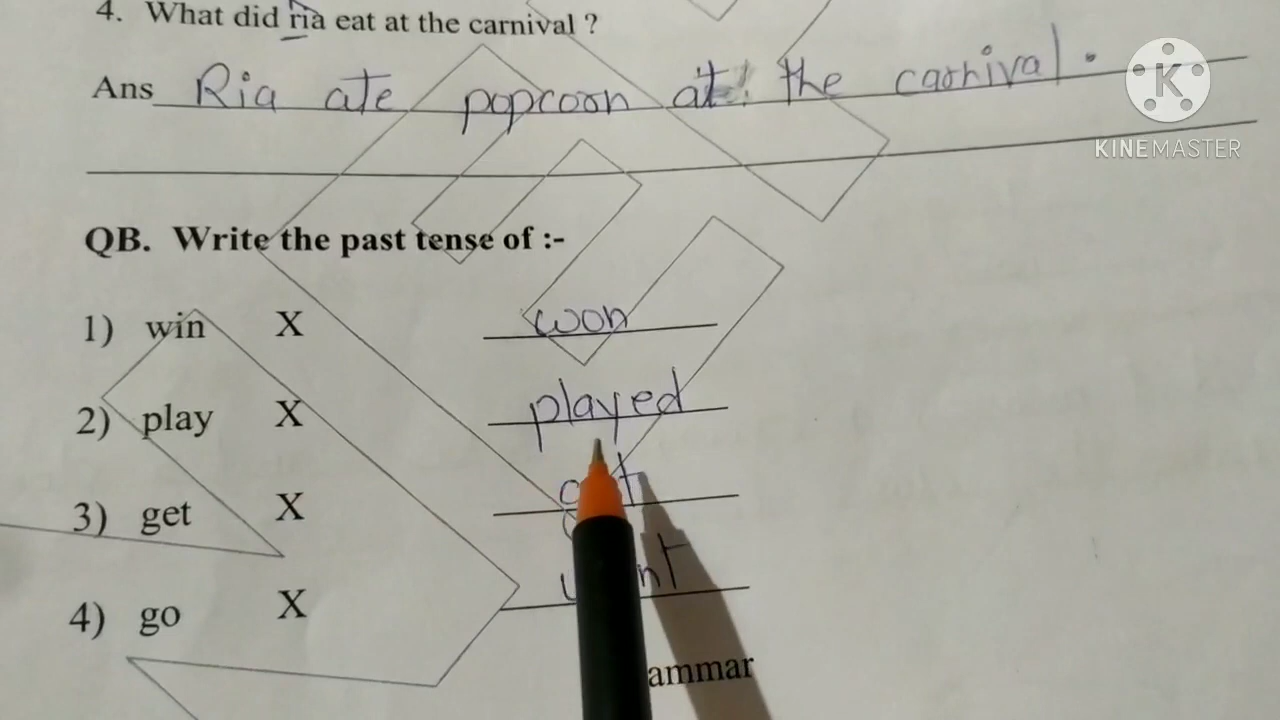 4. What did ria eat at the carnival ?
Ans Ria ate popcorn at the carnival.
KINEMASTER
QB. Write the past tense of :-
1) win X won
2) play X played
3) get X
4) go X
ammar